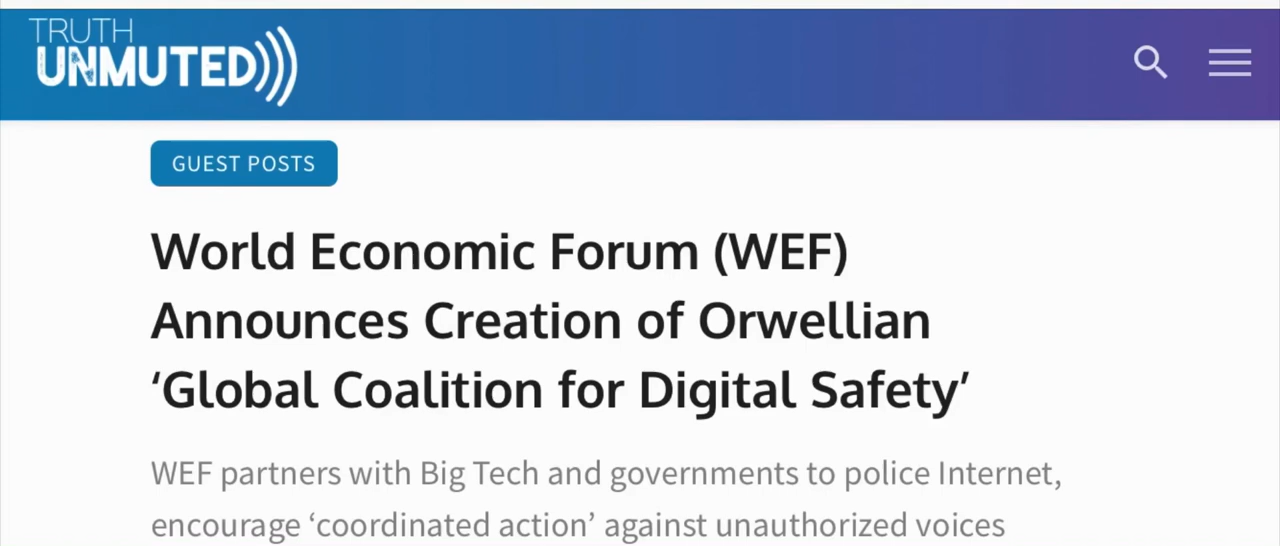 TRUTH
UNMUTED
GUEST POSTS
World Economic Forum (WEF)
Announces Creation of Orwellian
‘Global Coalition for Digital Safety’
WEF partners with Big Tech and governments to police Internet,
encourage ‘coordinated action’ against unauthorized voices